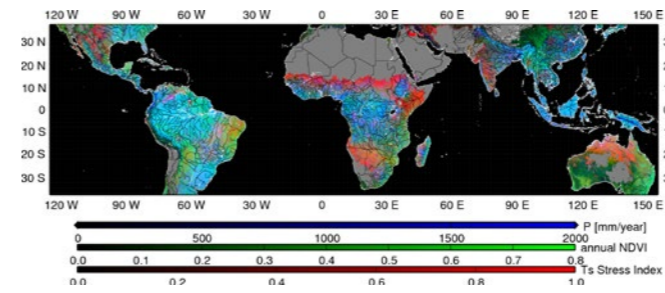 120 W 90 W 60 W 30 W 0 30 E 60 E 90 E 120 E 150 E
30 N
20 N
10 N
0
10 S
20 S
30 S
120 W 90 W 60 W 30 W 0 30 E 60 E 90 E 120 E 150 E
P [mm/year]
0 500 1000 1500 2000
annual NDVI
0.0 0.1 0.2 0.3 0.4 0.5 0.6 0.7 0.8
Ts Stress Index
0.0 0.2 0.4 0.6 0.8 1.0